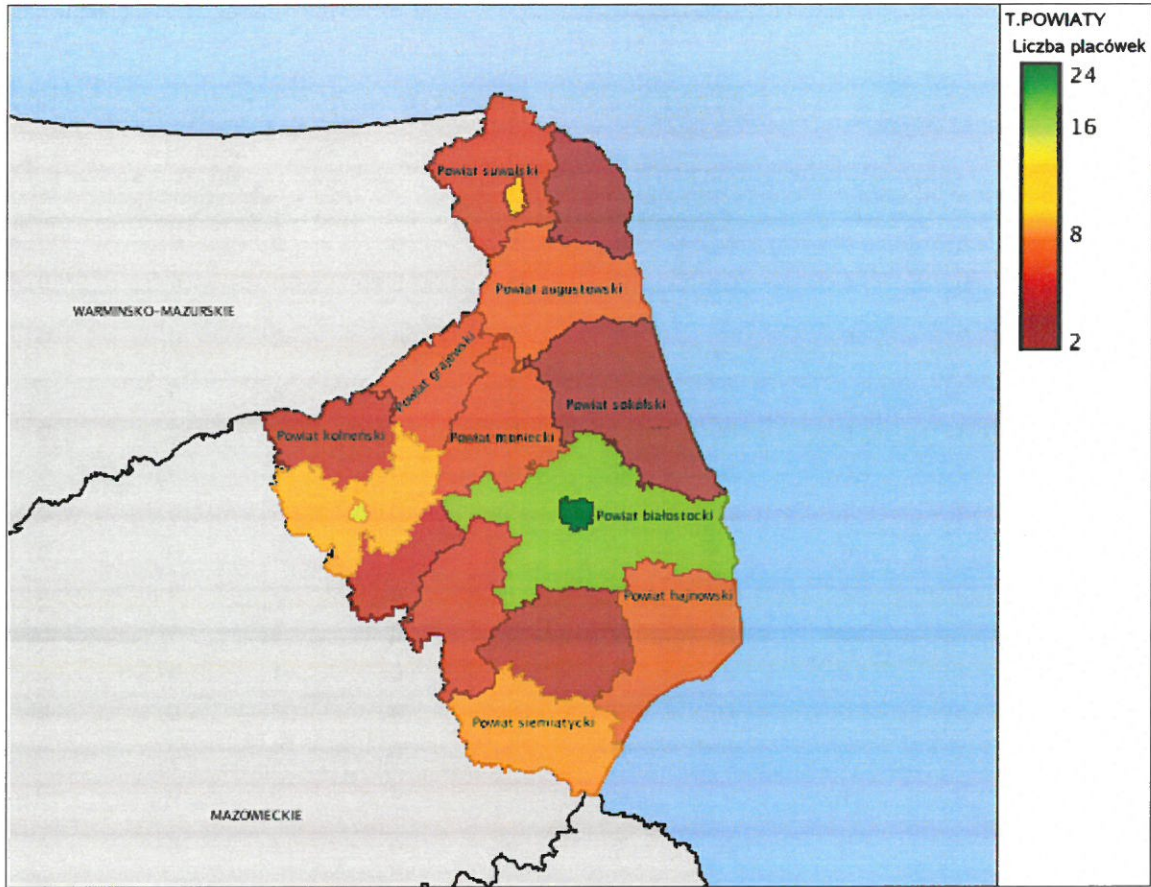 T.POWIATY
Liczba placówek
24
16
8
2
Powiat suwalski
Powiat augustowski
WARMINSKO-MAZURSKIE
Powiat grajewski
Powiat sokolski
Powiat kolneński
Powiat moniecki
Powiat białostocki
Powiat hajnowski
Powiat siemiatycki
MAZOWIECKIE